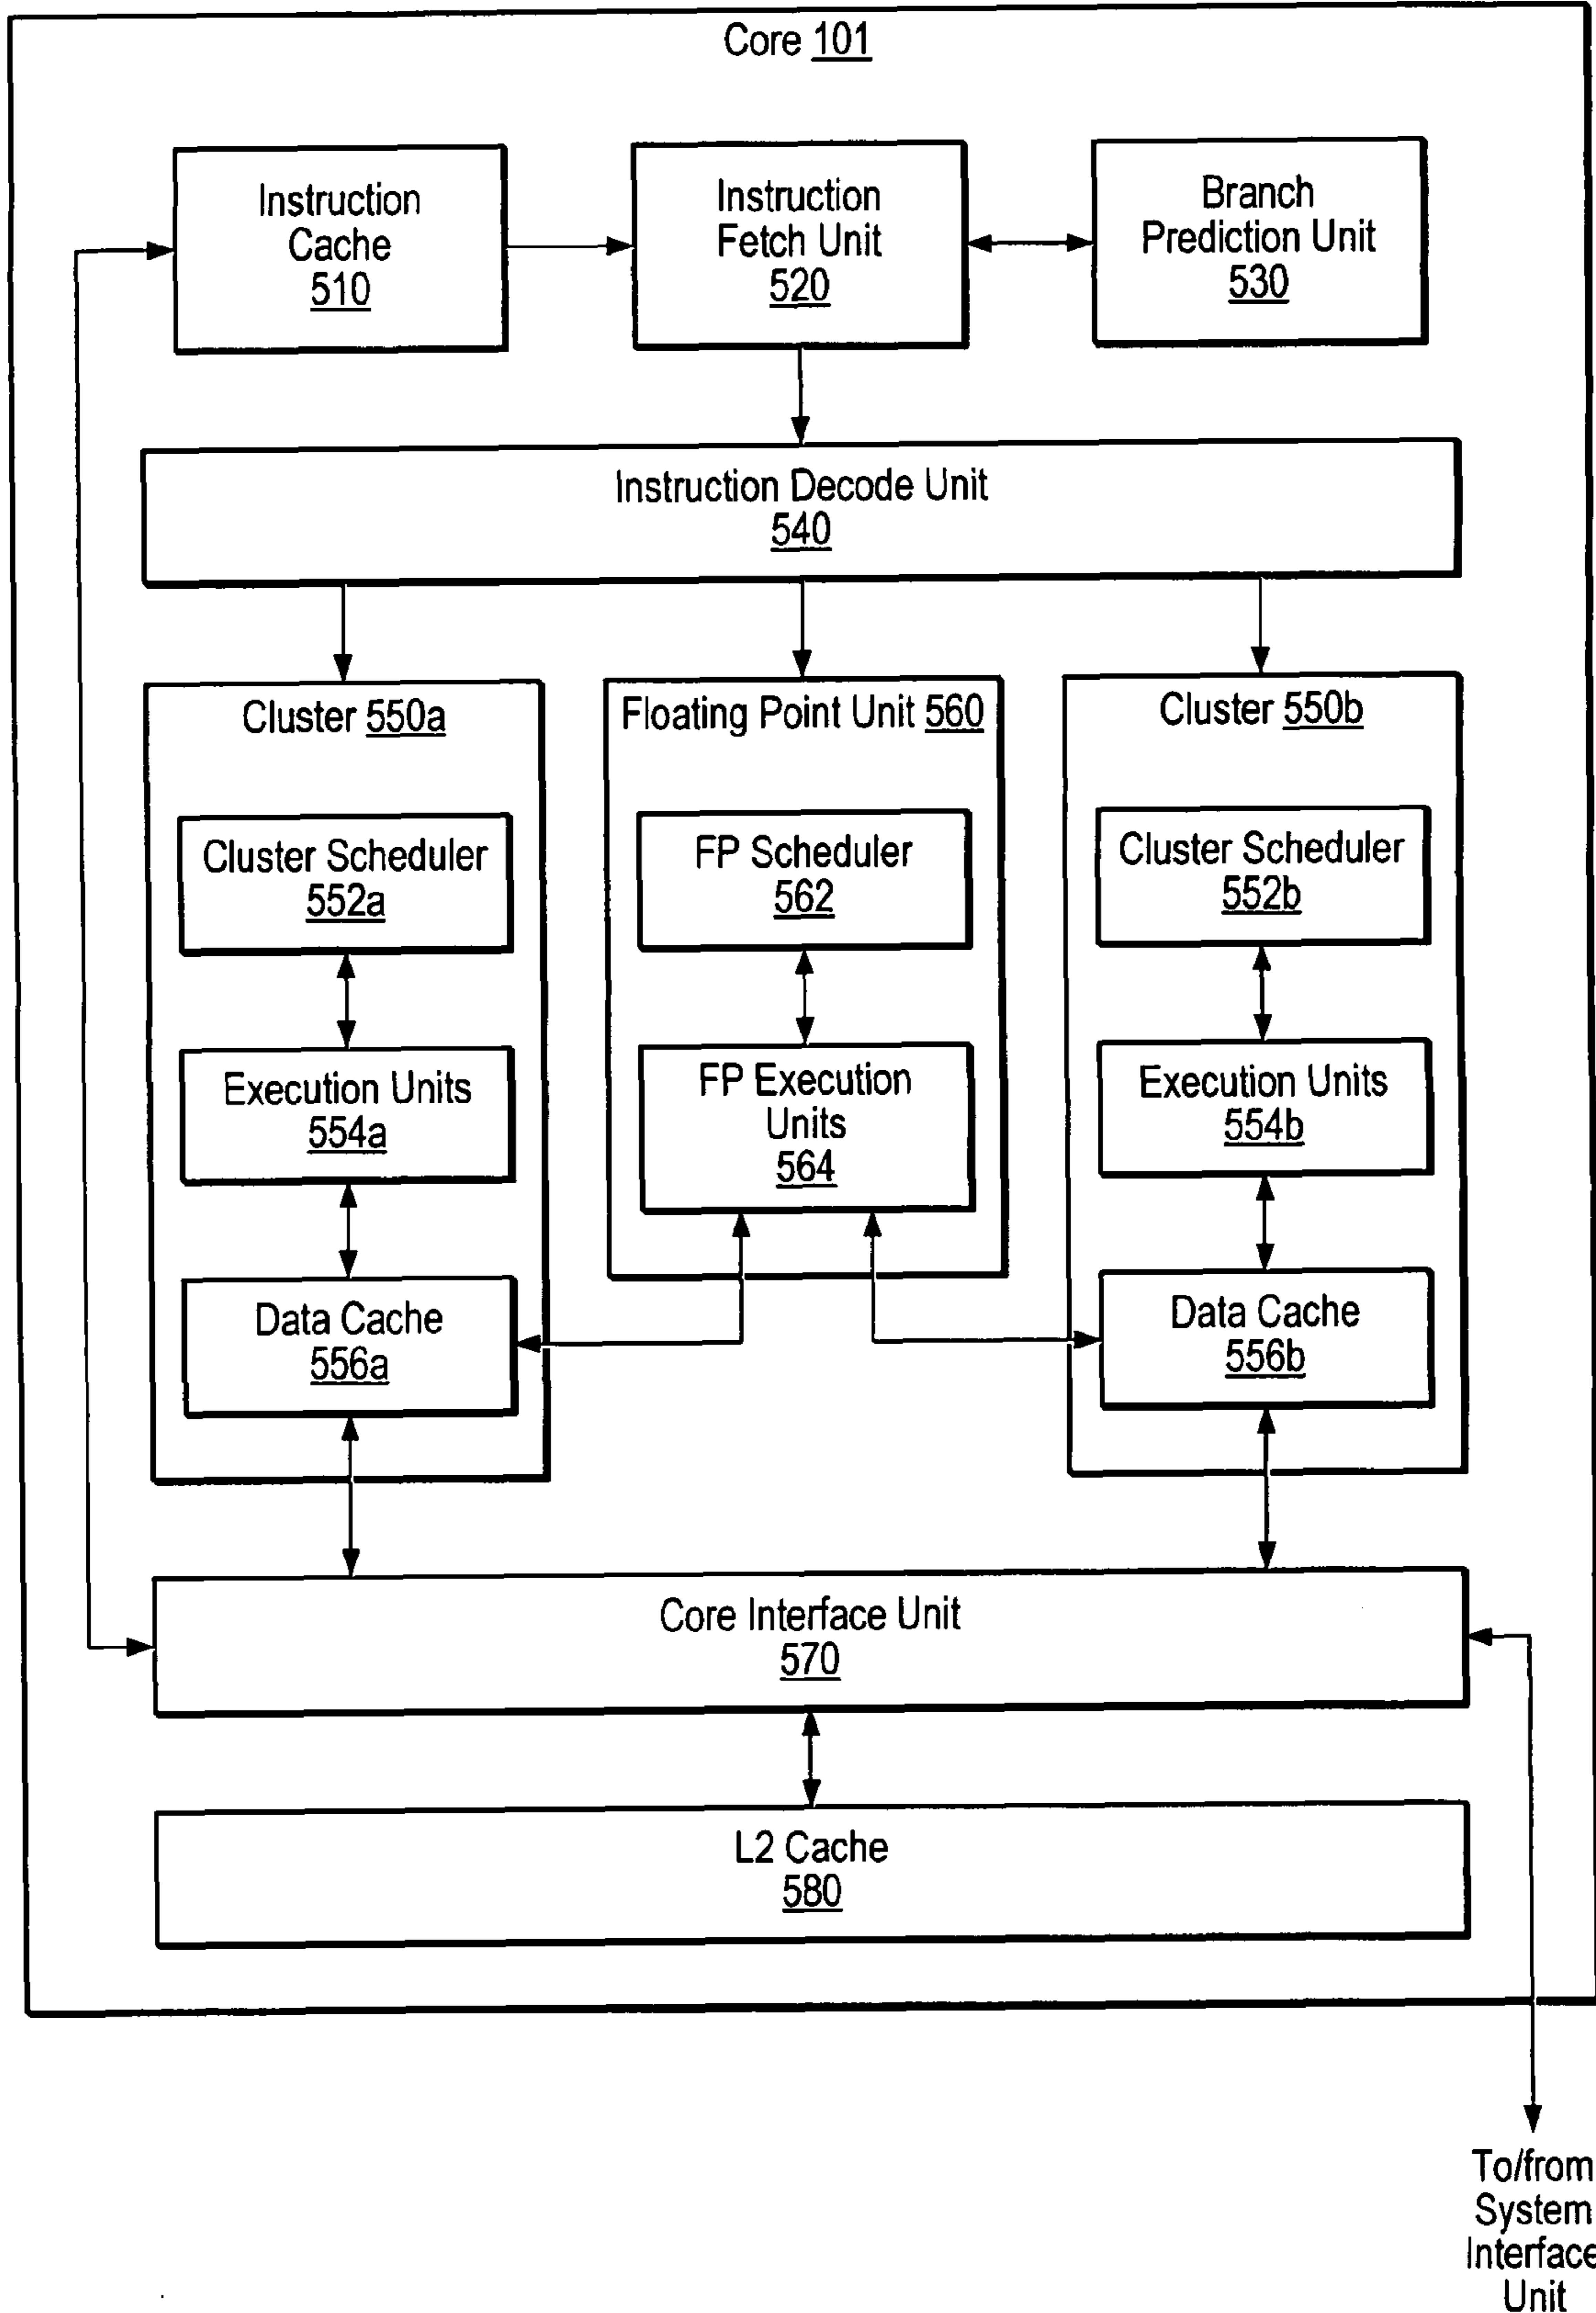 Core 101
Instruction
Cache
510
Instruction
Fetch Unit
520
Branch
Prediction Unit
530
Instruction Decode Unit
540
Cluster 550a
Floating Point Unit 560
Cluster 550b
Cluster Scheduler
552a
FP Scheduler
562
Cluster Scheduler
552b
Execution Units
554a
FP Execution
Units
564
Execution Units
554b
Data Cache
556a
Data Cache
556b
Core Interface Unit
570
L2 Cache
580
To/from
System
Interface
Unit